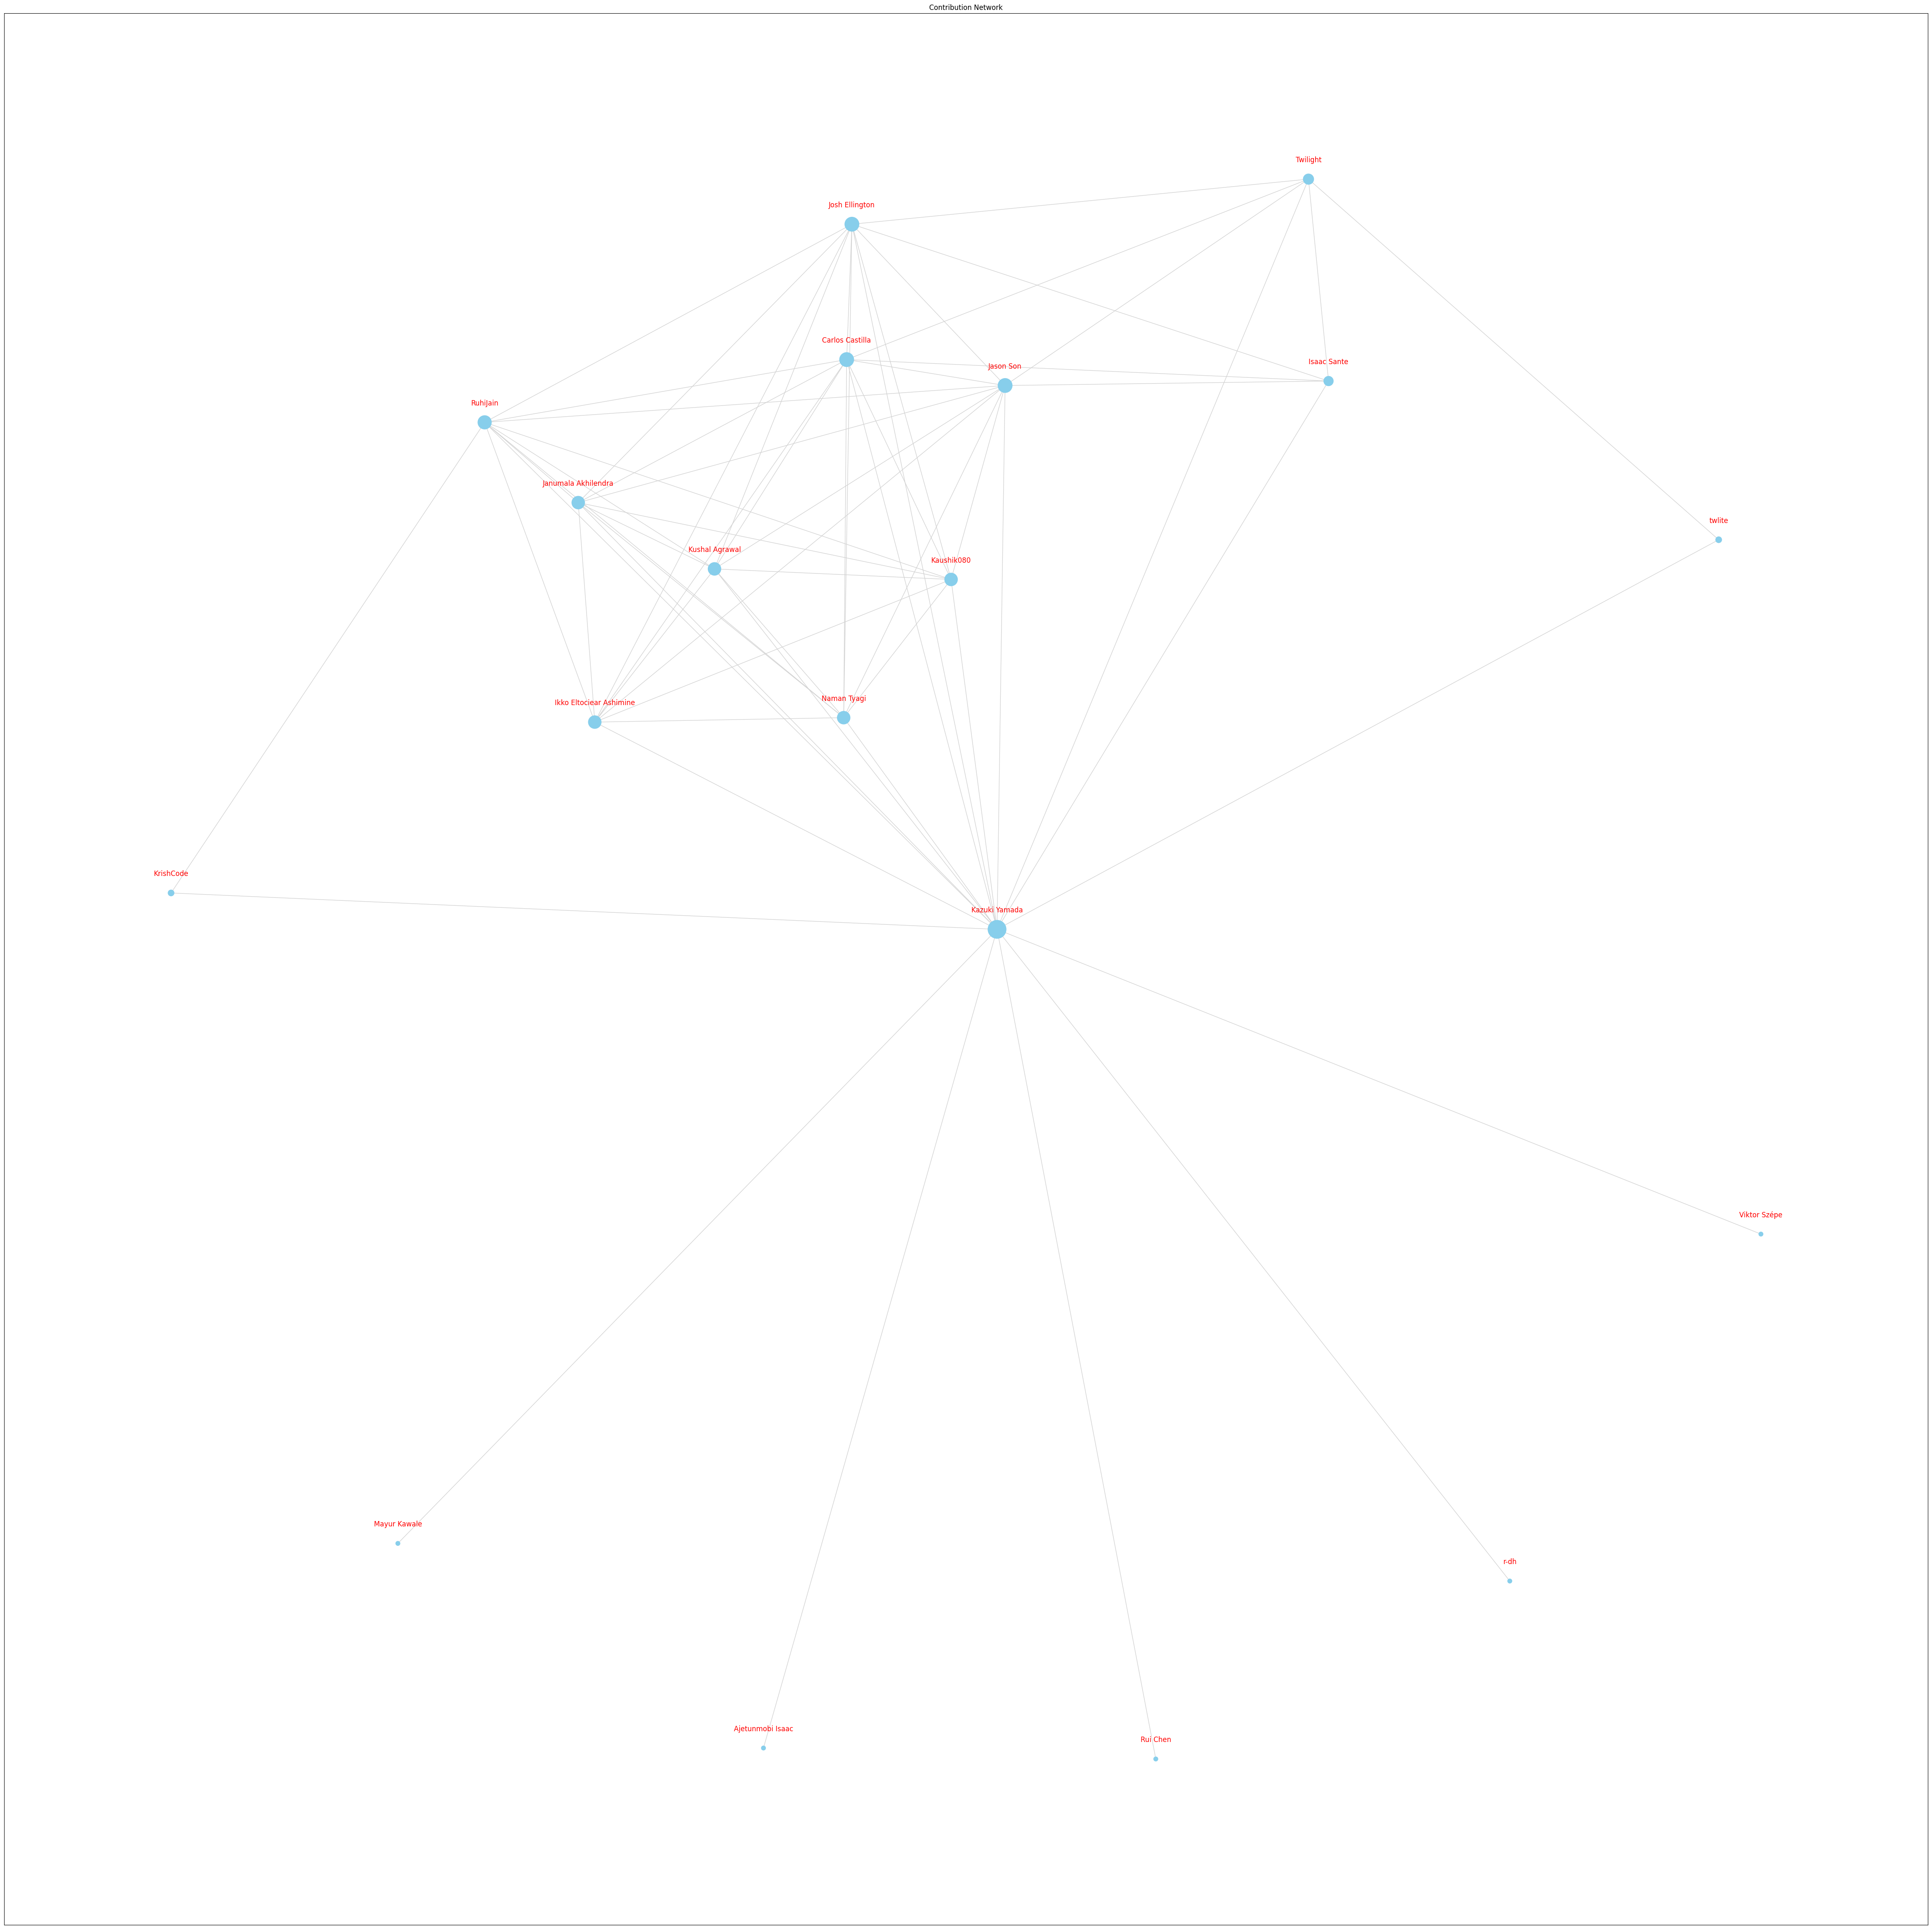 Contribution Network
Twilight
Josh Ellington
Carlos Castilla
Isaac Sante
Jason Son
RuhiJain
Janumala Akhilendra
twlite
Kushal Agrawal
Kaushik080
Naman Tyagi
Ikko Eltociear Ashimine
KrishCode
Kazuki Yamada
Viktor Szépe
Mayur Kawale
r-dh
Ajetunmobi Isaac
Rui Chen